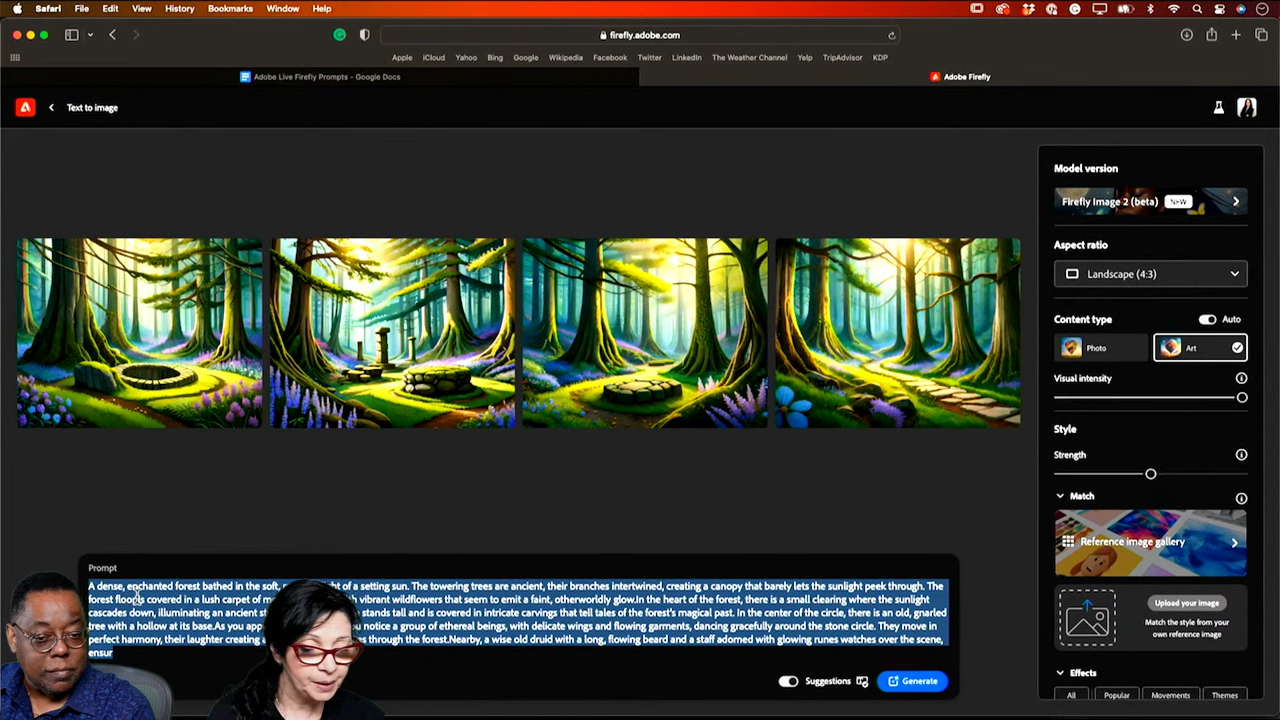 Safari File Edit View History Bookmarks Window Help
firefly.adobe.com
Apple iCloud Yahoo Bing Google Wikipedia Facebook Twitter LinkedIn The Weather Channel Yelp TripAdvisor KDP
Adobe Live Firefly Prompts - Google Docs
Adobe Firefly
Text to image
Model version
Firefly Image 2 (beta) NEW
Aspect ratio
Landscape (4:3)
Content type Auto
Photo Art
Visual intensity
Style
Strength
Match
Reference image gallery
Upload your image
Match the style from your
own reference image
Effects
All Popular Movements Themes
Prompt
A dense, enchanted forest bathed in the soft, ht of a setting sun. The towering trees are ancient, their branches intertwined, creating a canopy that barely lets the sunlight peek through. The
forest floor is covered in a lush carpet of vibrant wildflowers that seem to emit a faint, otherworldly glow.In the heart of the forest, there is a small clearing where the sunlight
cascades down, illuminating an ancient stands tall and is covered in intricate carvings that tell tales of the forest's magical past. In the center of the circle, there is an old, gnarled
tree with a hollow at its base.As you app u notice a group of ethereal beings, with delicate wings and flowing garments, dancing gracefully around the stone circle. They move in
perfect harmony, their laughter creating es through the forest.Nearby, a wise old druid with a long, flowing beard and a staff adorned with glowing runes watches over the scene,
ensur
Suggestions Generate